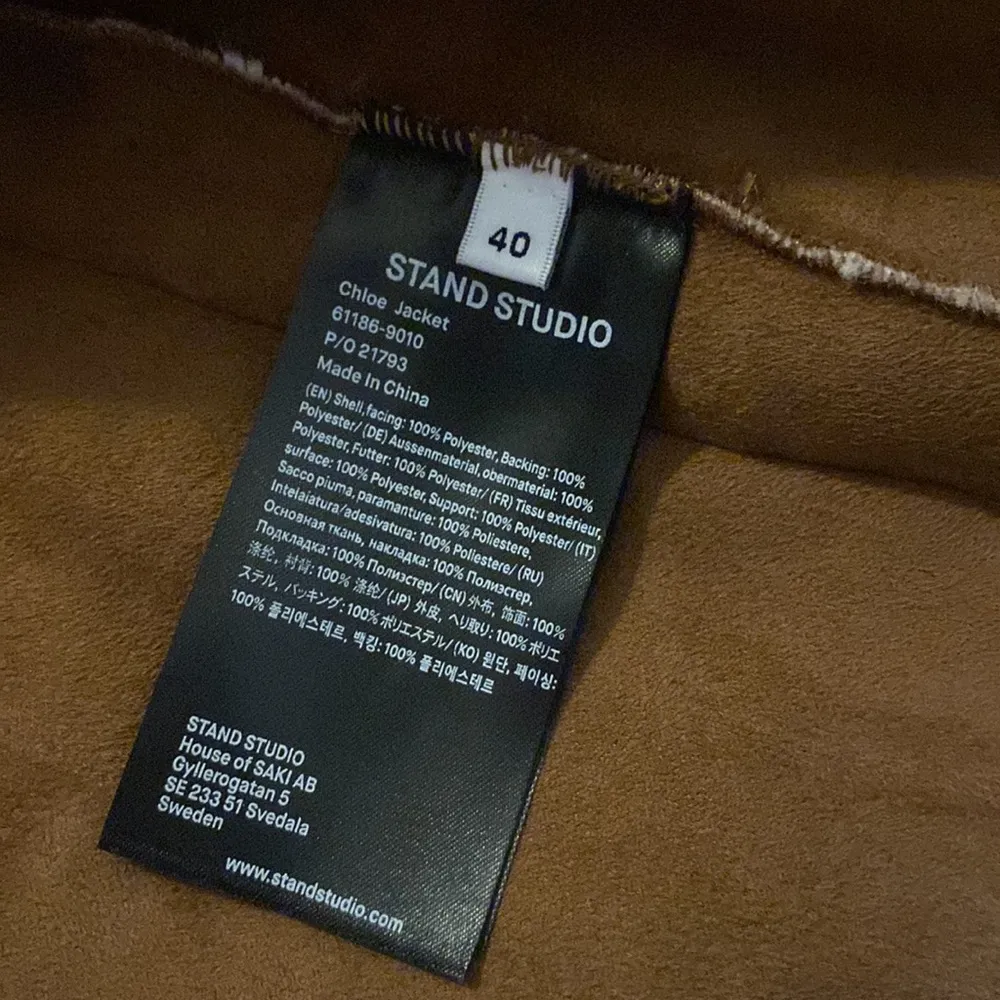 40
STAND STUDIO
Chloe Jacket
61186-9010
P/O 21793
Made In China
(EN) Shell,facing: 100% Polyester, Backing: 100%
Polyester/ (DE) Aussenmaterial, obermaterial: 100%
Polyester, Futter: 100% Polyester/ (FR) Tissu extérieur,
surface: 100% Polyester, Support: 100% Polyester/ (IT)
Sacco piuma, paramanture: 100% Poliestere,
Intelaiatura/adesivatura: 100% Poliestere/ (RU)
Основная ткань, накладка: 100% Полиэстер,
Подкладка: 100% Полиэстер/ (CN) 外布, 饰面: 100%
涤纶, 衬背: 100% 涤纶/ (JP) 外皮, へり取り: 100% ポリエ
ステル, バッキング: 100% ポリエステル/ (KO) 원단, 페이싱:
100% 폴리에스테르, 백킹: 100% 폴리에스테르
STAND STUDIO
House of SAKI AB
Gyllerogatan 5
SE 233 51 Svedala
Sweden
www.standstudio.com